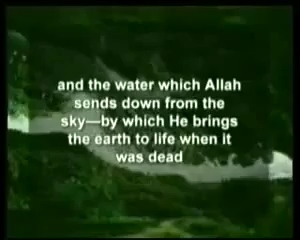 and the water which Allah
sends down from the
sky—by which He brings
the earth to life when it
was dead